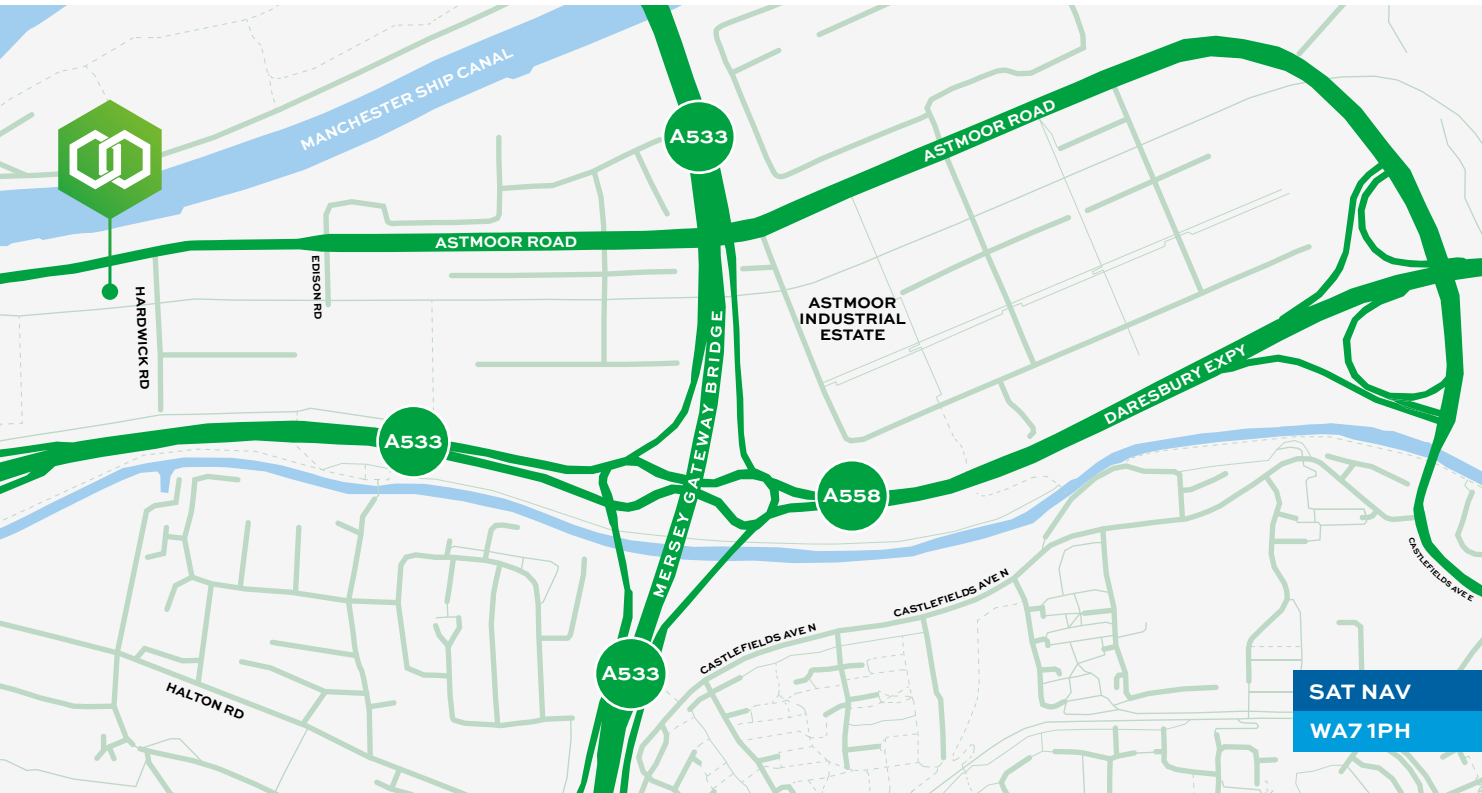 MANCHESTER SHIP CANAL
A533
ASTMOOR ROAD
ASTMOOR ROAD
EDISON RD
HARDWICK RD
ASTMOOR
INDUSTRIAL
ESTATE
MERSEY GATEWAY BRIDGE
DARESBURY EXPY
A533
A558
CASTLEFIELDS AVE E
CASTLEFIELDS AVE N
CASTLEFIELDS AVE N
A533
HALTON RD
SAT NAV
WA7 1PH